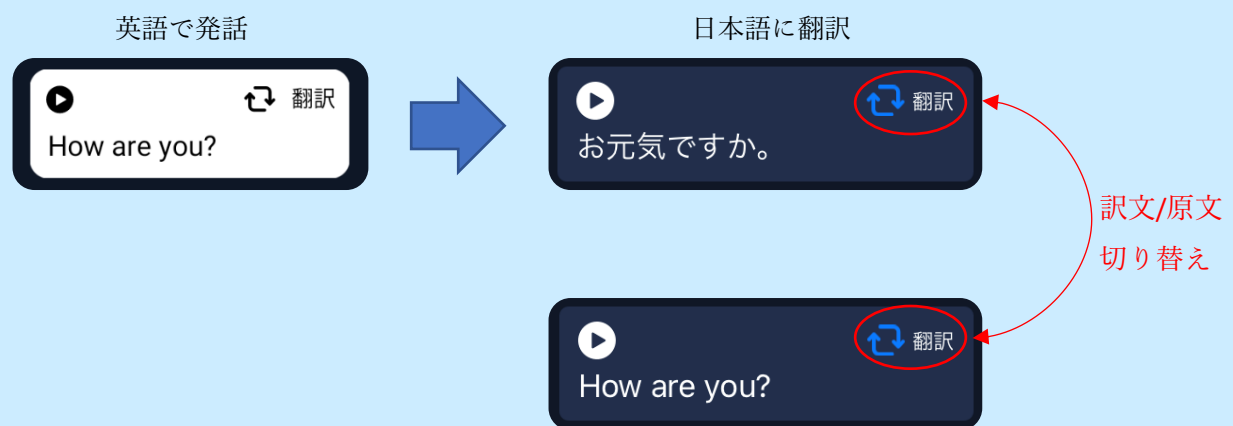 英語で発話
日本語に翻訳
翻訳
How are you?
翻訳
お元気ですか。
訳文/原文
切り替え
翻訳
How are you?